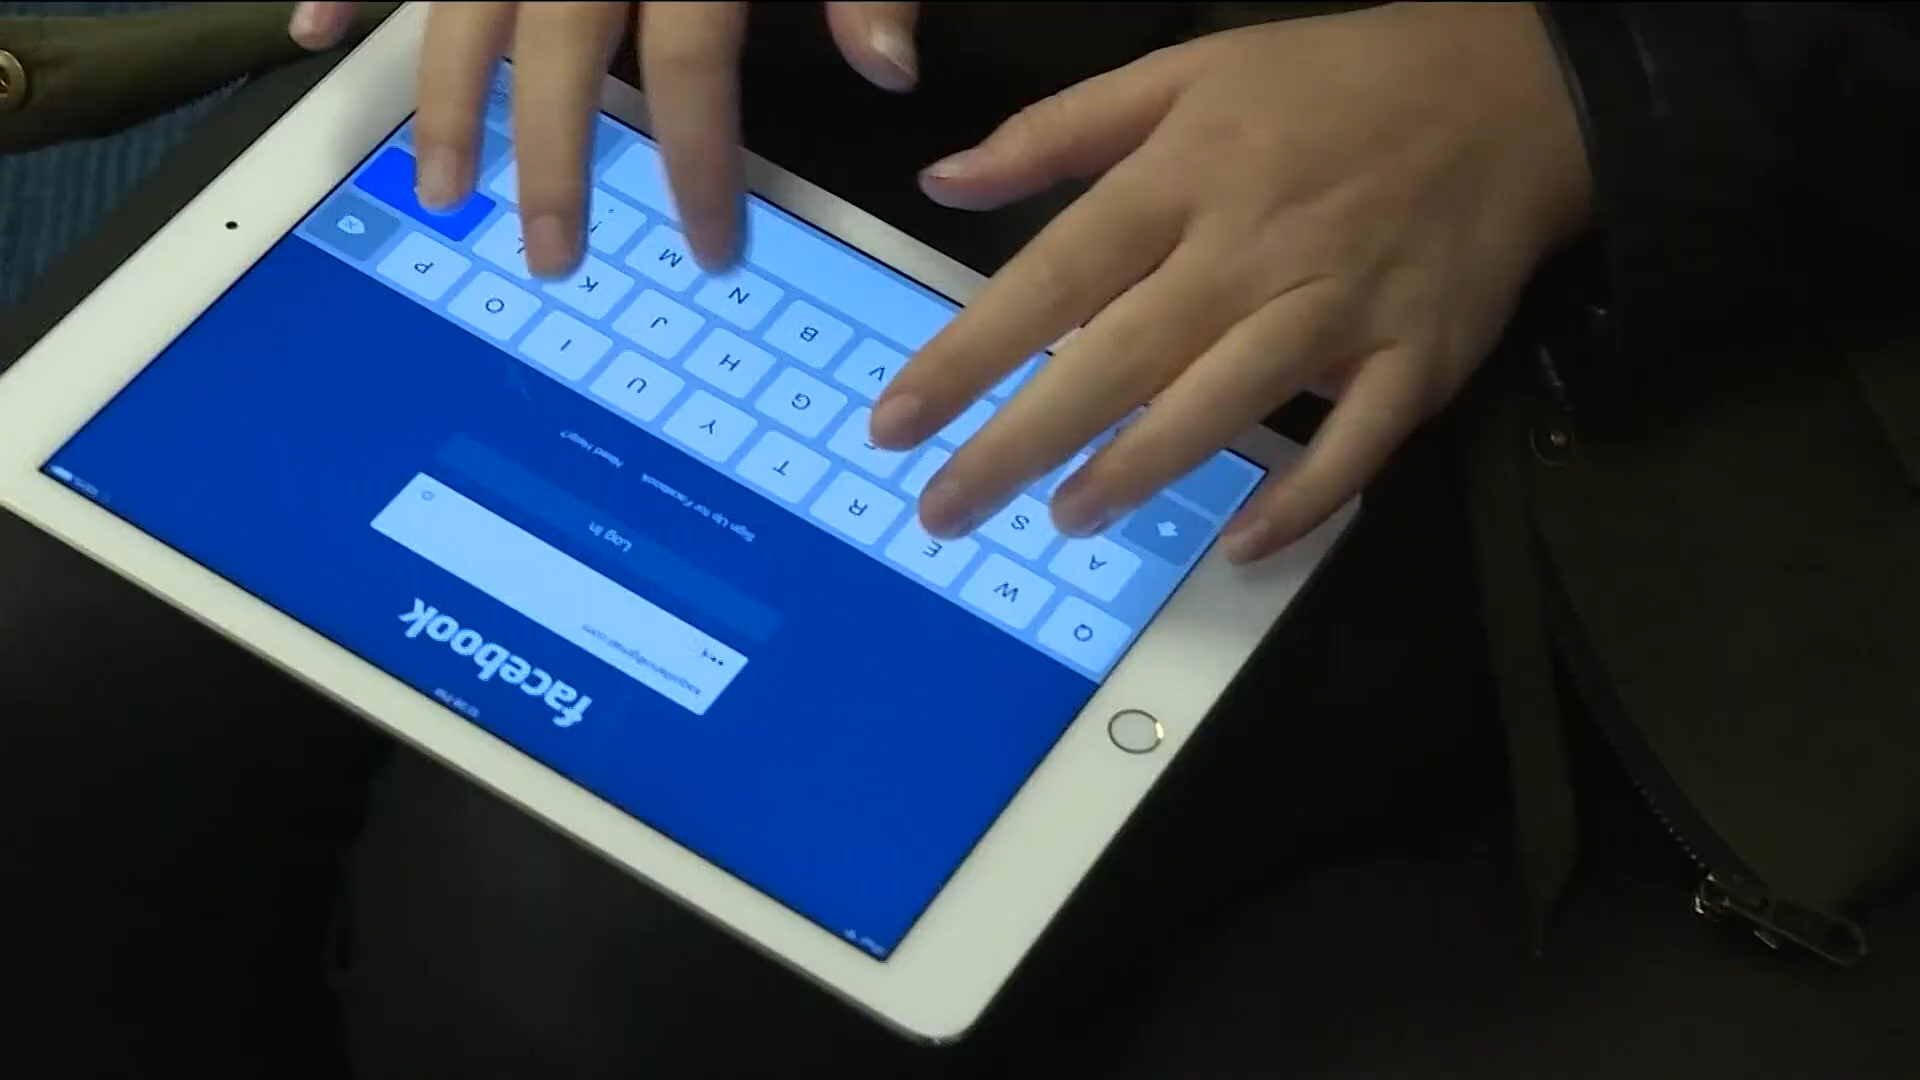 facebook
Log In
Sign Up for Facebook Need Help?
Q W E R T Y U I O P
A S G H J K
V B N M